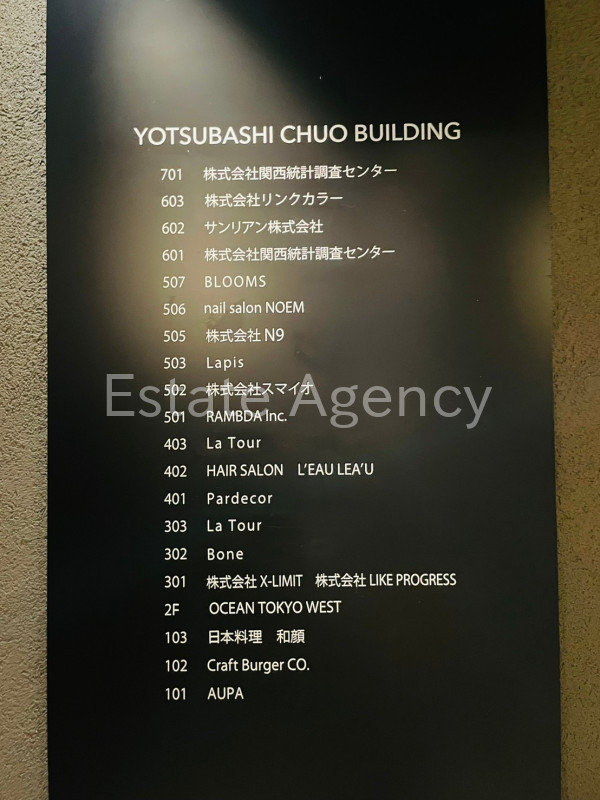 YOTSUBASHI CHUO BUILDING
701 株式会社関西統計調査センター
603 株式会社リンクカラー
602 サンリアン株式会社
601 株式会社関西統計調査センター
507 BLOOMS
506 nail salon NOEM
505 株式会社 N9
503 Lapis
502 株式会社スマイオ
Estate Agency
501 RAMBDA Inc.
403 La Tour
402 HAIR SALON L'EAU LEA'U
401 Pardecor
303 La Tour
302 Bone
301 株式会社 X-LIMIT 株式会社 LIKE PROGRESS
2F OCEAN TOKYO WEST
103 日本料理 和顔
102 Craft Burger CO.
101 AUPA